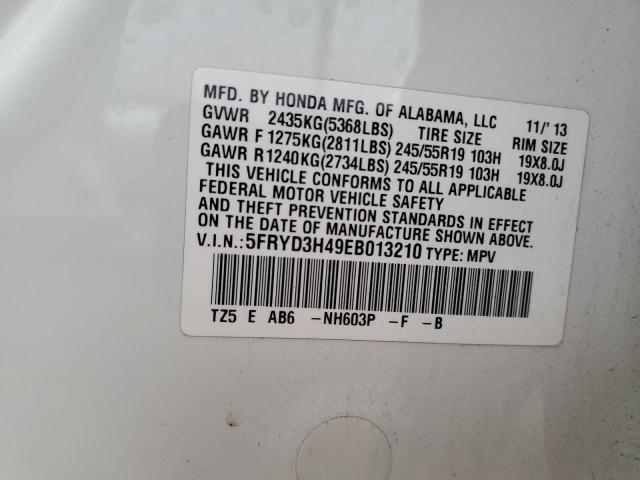 MFD. BY HONDA MFG. OF ALABAMA, LLC 11/'13
GVWR 2435KG(5368LBS) TIRE SIZE RIM SIZE
GAWR F 1275KG(2811LBS) 245/55R19 103H 19X8.0J
GAWR R 1240KG(2734LBS) 245/55R19 103H 19X8.0J
THIS VEHICLE CONFORMS TO ALL APPLICABLE
FEDERAL MOTOR VEHICLE SAFETY
AND THEFT PREVENTION STANDARDS IN EFFECT
ON THE DATE OF MANUFACTURE SHOWN ABOVE.
V.I.N.: 5FRYD3H49EB013210 TYPE: MPV
TZ5 E AB6 -NH603P -F -B